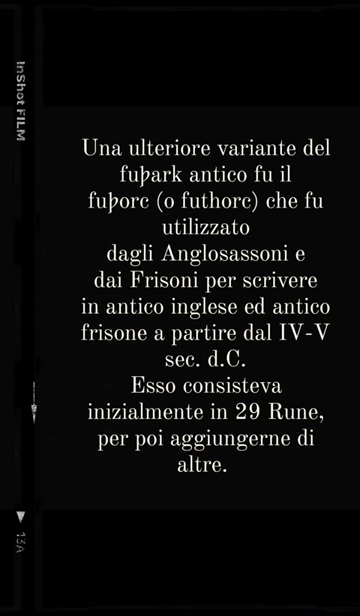 InShot FILM
Una ulteriore variante del
fuþark antico fu il
fuþorc (o futhorc) che fu
utilizzato
dagli Anglosassoni e
dai Frisoni per scrivere
in antico inglese ed antico
frisone a partire dal IV-V
sec. d.C.
Esso consisteva
inizialmente in 29 Rune,
per poi aggiungerne di
altre.
13A